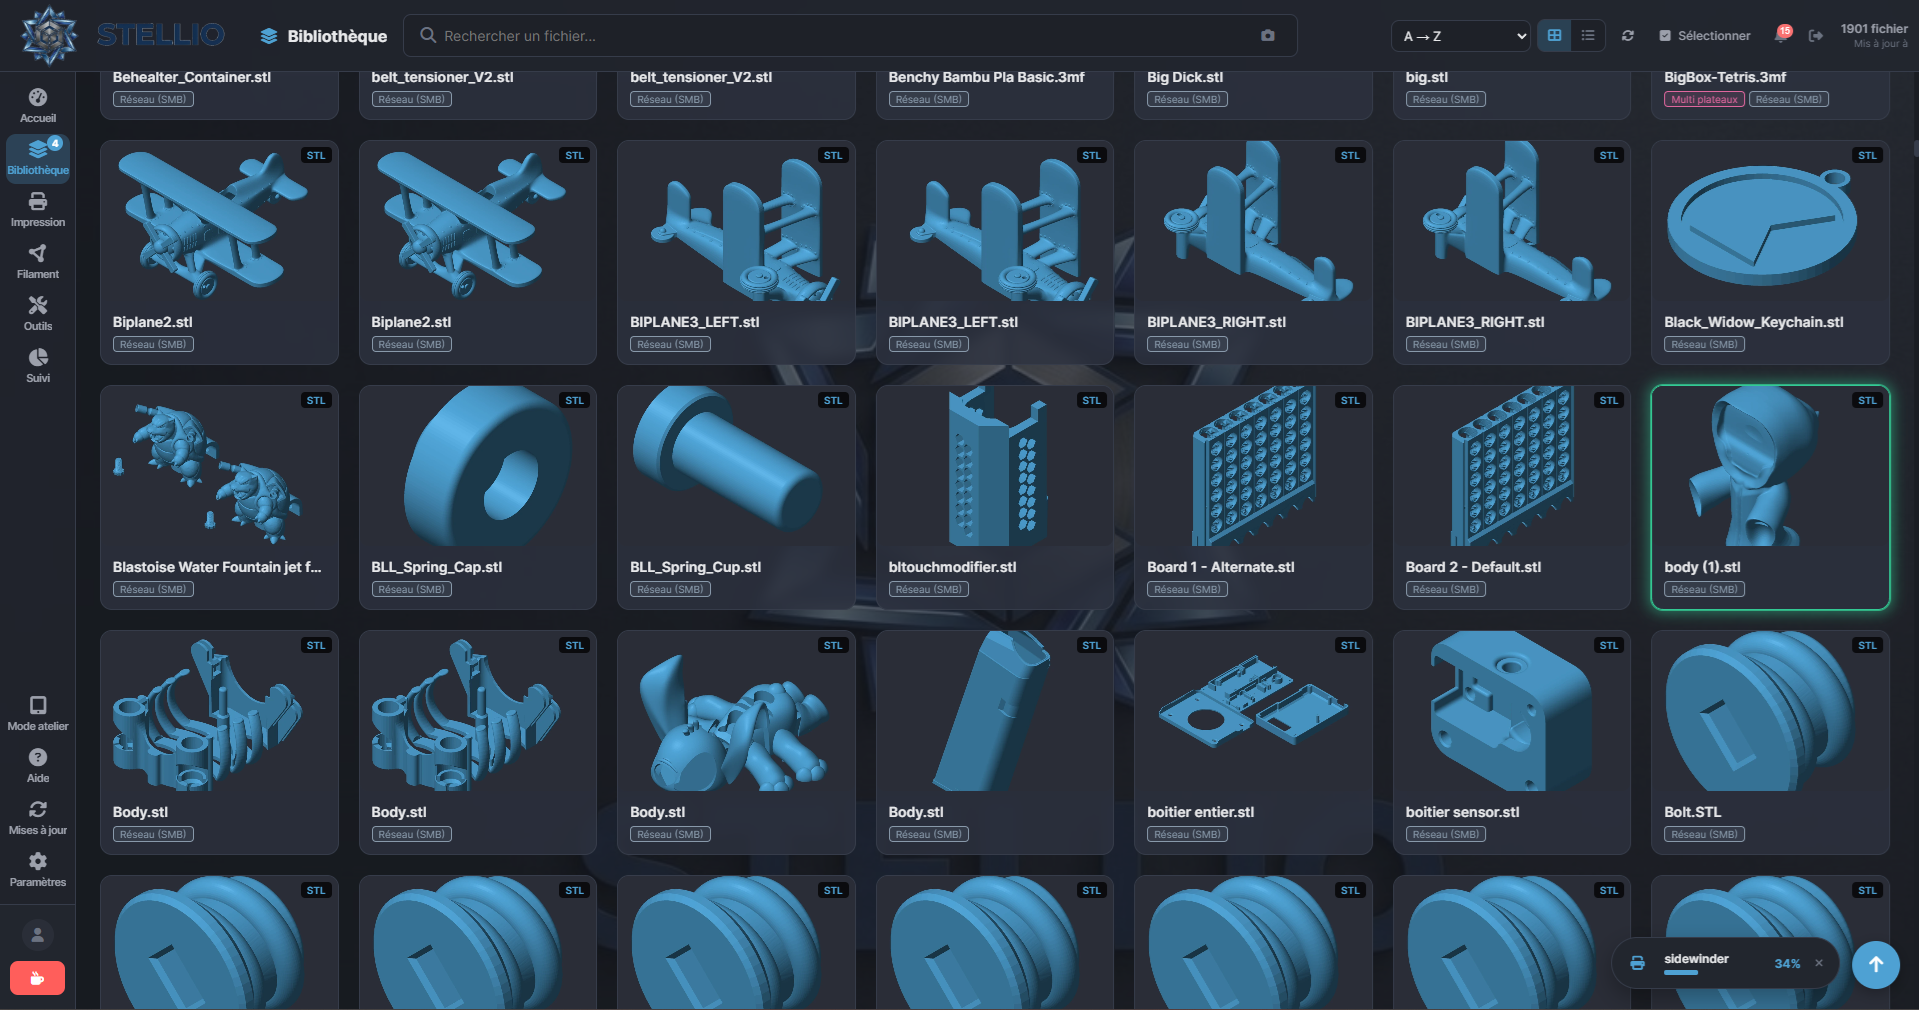 STELLIO
Bibliothèque
Rechercher un fichier...
A → Z
Sélectionner
15
1901 fichier
Mis à jour à
Accueil
4
Bibliothèque
Impression
Filament
Outils
Suivi
Mode atelier
Aide
Mises à jour
Paramètres
Behealter_Container.stl
Réseau (SMB)
belt_tensioner_V2.stl
Réseau (SMB)
belt_tensioner_V2.stl
Réseau (SMB)
Benchy Bambu Pla Basic.3mf
Réseau (SMB)
Big Dick.stl
Réseau (SMB)
big.stl
Réseau (SMB)
BigBox-Tetris.3mf
Multi plateaux Réseau (SMB)
STL
Biplane2.stl
Réseau (SMB)
STL
Biplane2.stl
Réseau (SMB)
STL
BIPLANE3_LEFT.stl
Réseau (SMB)
STL
BIPLANE3_LEFT.stl
Réseau (SMB)
STL
BIPLANE3_RIGHT.stl
Réseau (SMB)
STL
BIPLANE3_RIGHT.stl
Réseau (SMB)
STL
Black_Widow_Keychain.stl
Réseau (SMB)
STL
Blastoise Water Fountain jet f...
Réseau (SMB)
STL
BLL_Spring_Cap.stl
Réseau (SMB)
STL
BLL_Spring_Cup.stl
Réseau (SMB)
STL
bltouchmodifier.stl
Réseau (SMB)
STL
Board 1 - Alternate.stl
Réseau (SMB)
STL
Board 2 - Default.stl
Réseau (SMB)
STL
body (1).stl
Réseau (SMB)
STL
Body.stl
Réseau (SMB)
STL
Body.stl
Réseau (SMB)
STL
Body.stl
Réseau (SMB)
STL
Body.stl
Réseau (SMB)
STL
boitier entier.stl
Réseau (SMB)
STL
boitier sensor.stl
Réseau (SMB)
STL
Bolt.STL
Réseau (SMB)
STL
STL
STL
STL
STL
STL
STL
sidewinder
34%